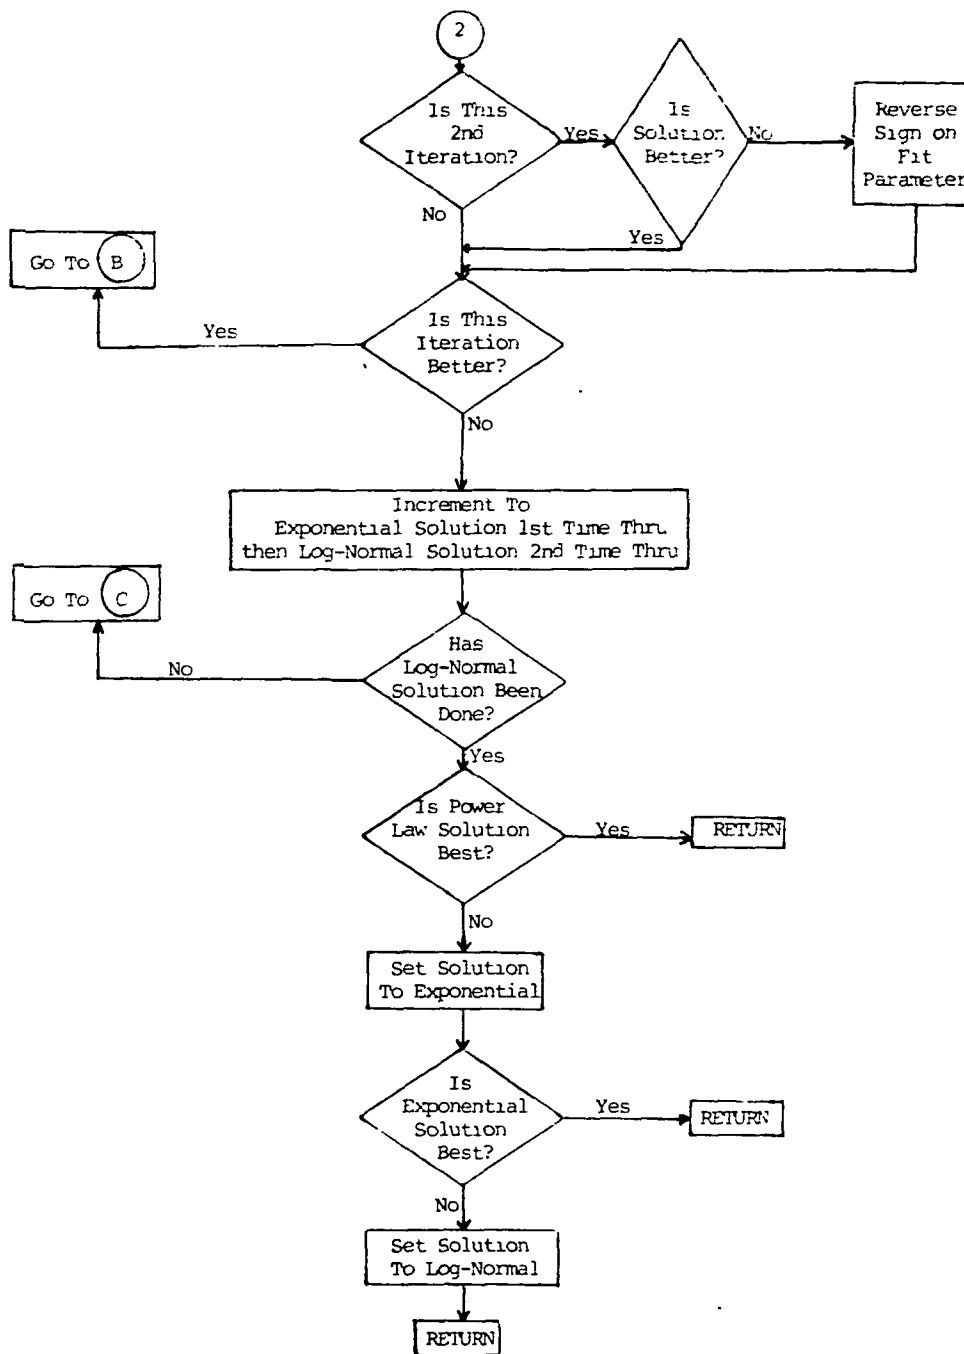 2
Is This
2nd
Iteration?
Yes
Is
Solution
Better?
No
Reverse
Sign on
Fit
Parameter
No
Yes
Go To B
Yes
Is This
Iteration
Better?
No
Increment To
Exponential Solution 1st Time Thru
then Log-Normal Solution 2nd Time Thru
Go To C
No
Has
Log-Normal
Solution Been
Done?
Yes
Is Power
Law Solution
Best?
Yes
RETURN
No
Set Solution
To Exponential
Is
Exponential
Solution
Best?
Yes
RETURN
No
Set Solution
To Log-Normal
RETURN